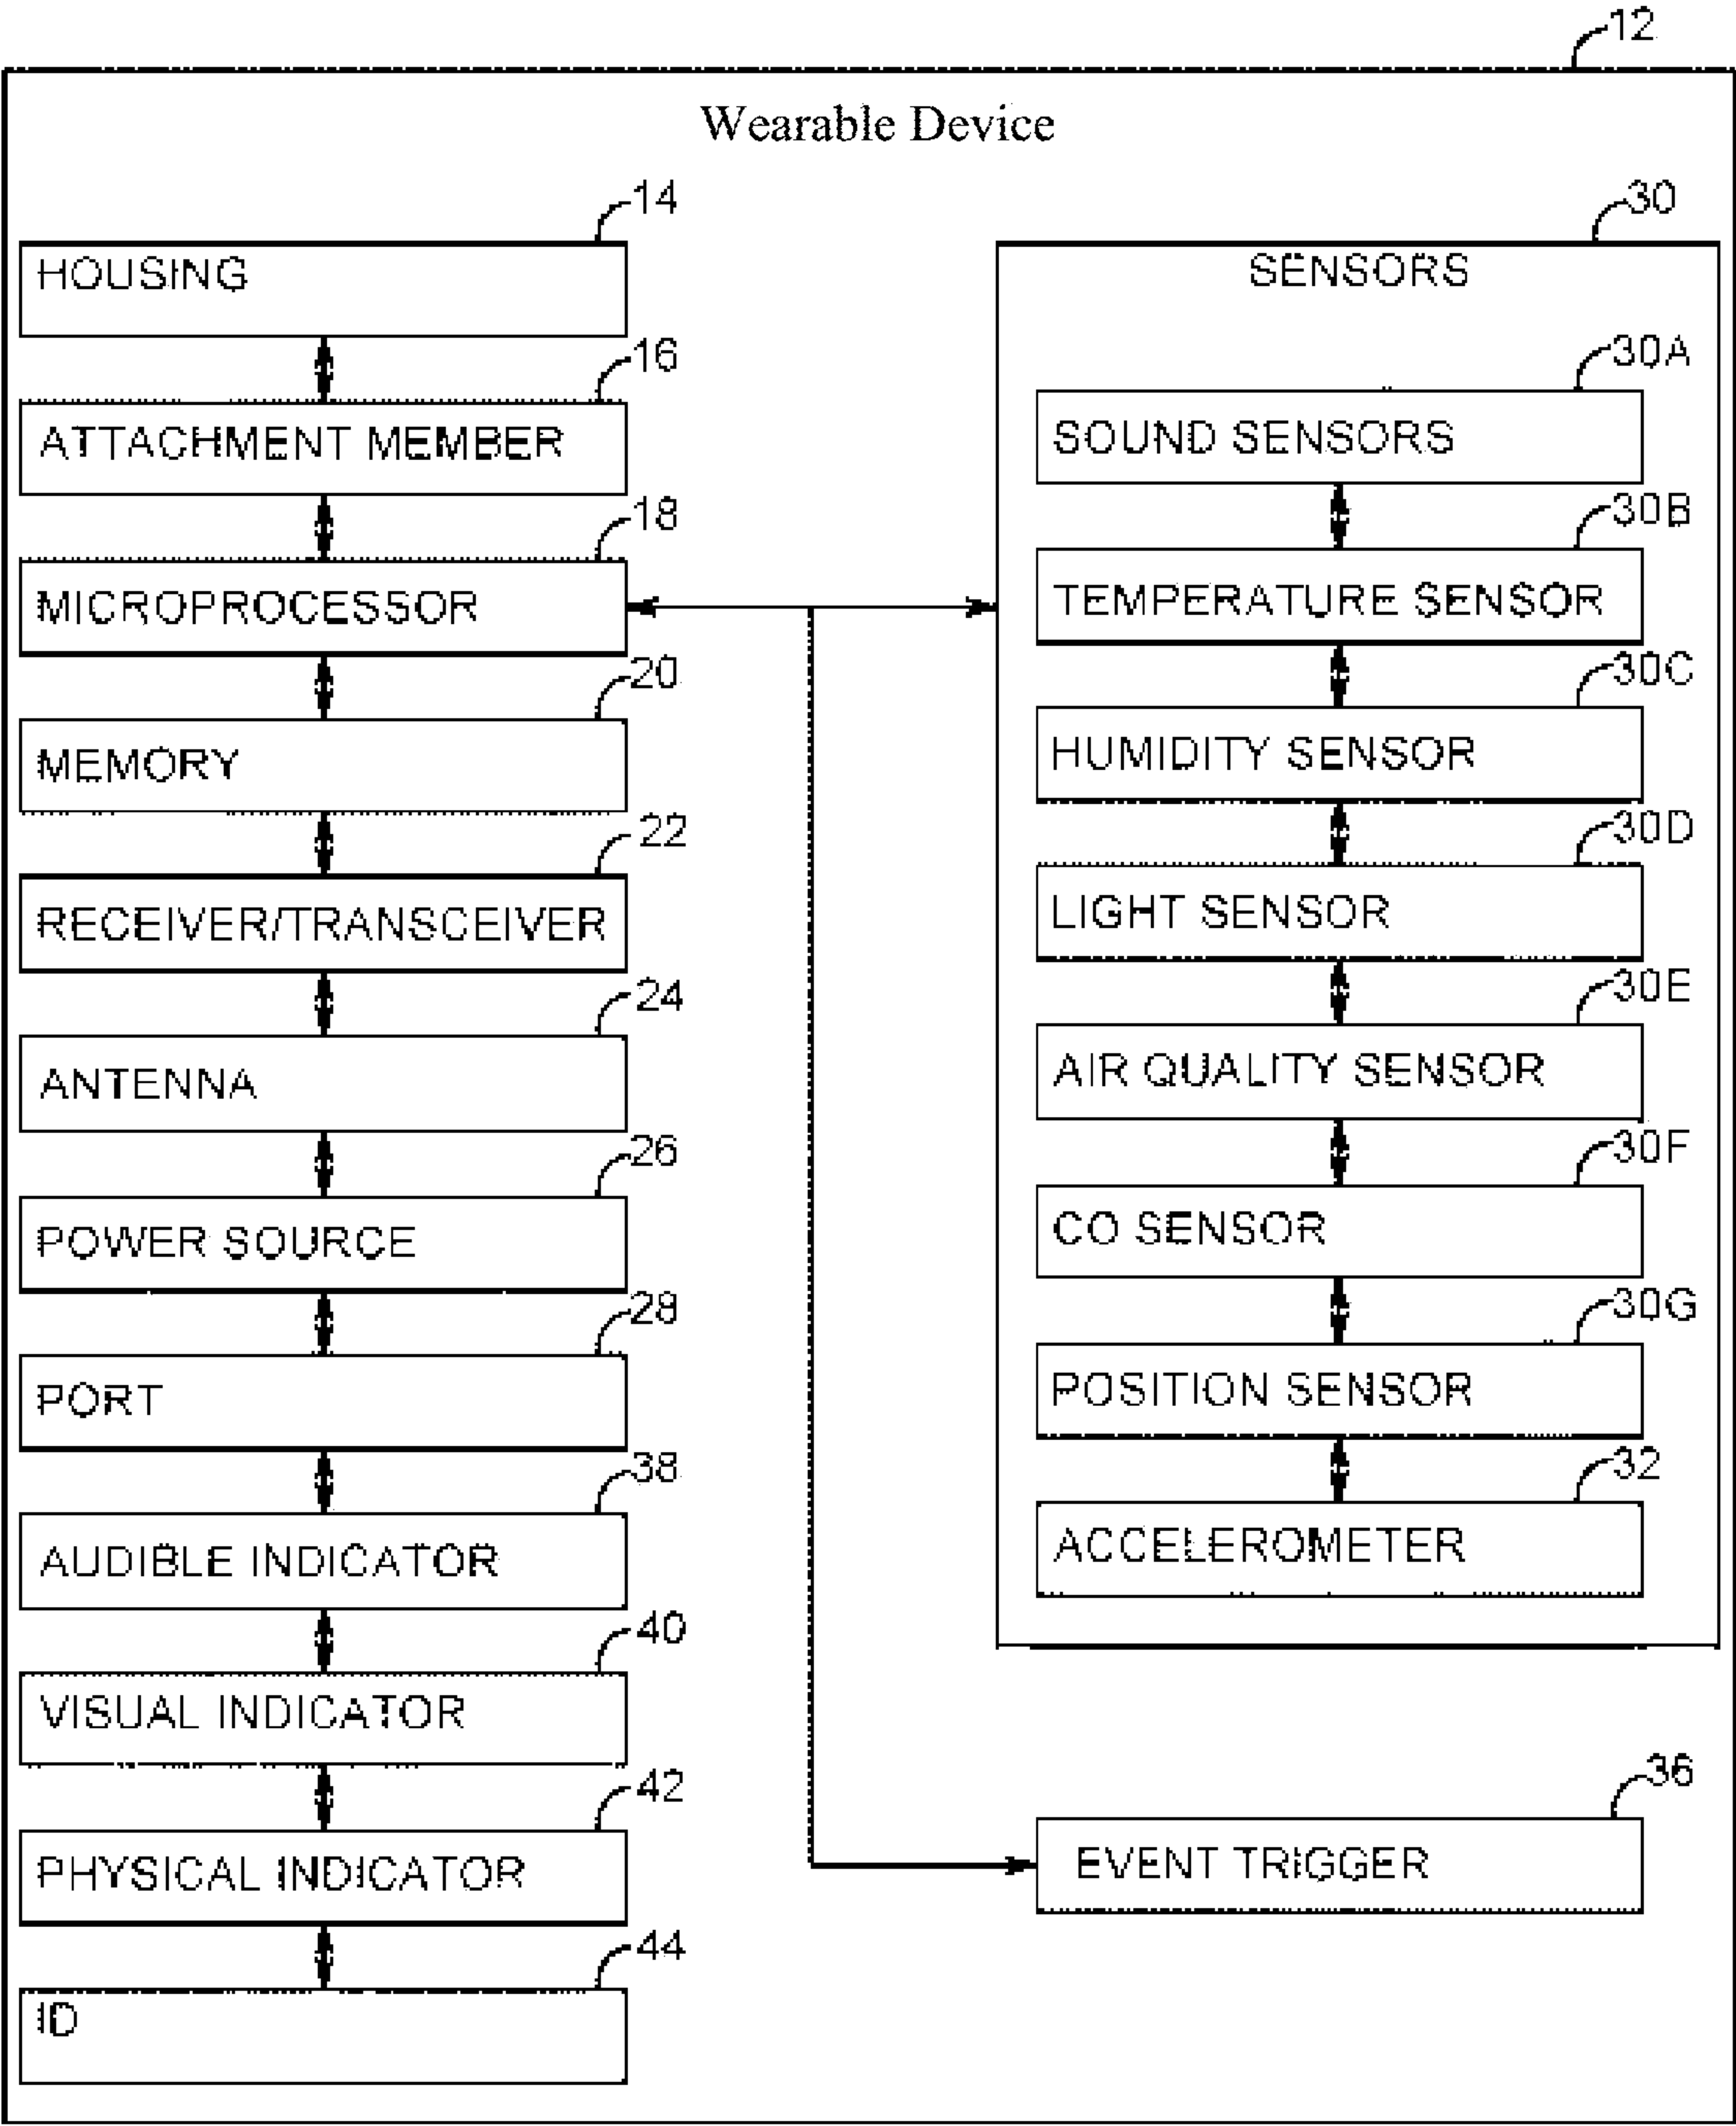 12
Wearable Device
14
HOUSING
16
ATTACHMENT MEMBER
18
MICROPROCESSOR
20
MEMORY
22
RECEIVER/TRANSCEIVER
24
ANTENNA
26
POWER SOURCE
28
PORT
38
AUDIBLE INDICATOR
40
VISUAL INDICATOR
42
PHYSICAL INDICATOR
44
ID
30
SENSORS
30A
SOUND SENSORS
30B
TEMPERATURE SENSOR
30C
HUMIDITY SENSOR
30D
LIGHT SENSOR
30E
AIR QUALITY SENSOR
30F
CO SENSOR
30G
POSITION SENSOR
32
ACCELEROMETER
36
EVENT TRIGGER